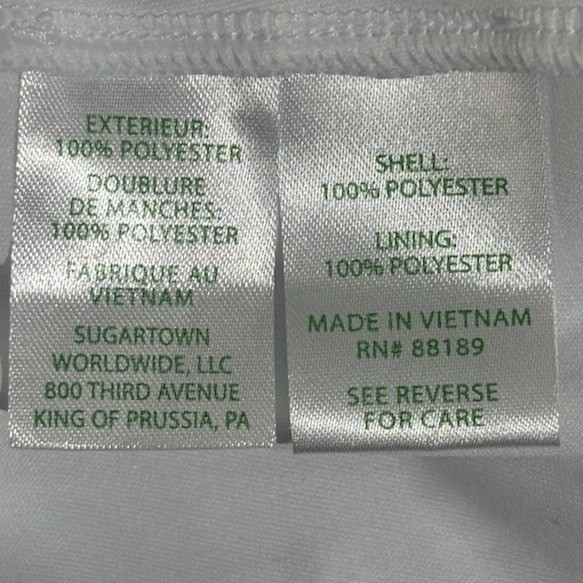 EXTERIEUR:
100% POLYESTER
DOUBLURE
DE MANCHES:
100% POLYESTER
FABRIQUE AU
VIETNAM
SUGARTOWN
WORLDWIDE, LLC
800 THIRD AVENUE
KING OF PRUSSIA, PA
SHELL:
100% POLYESTER
LINING:
100% POLYESTER
MADE IN VIETNAM
RN# 88189
SEE REVERSE
FOR CARE